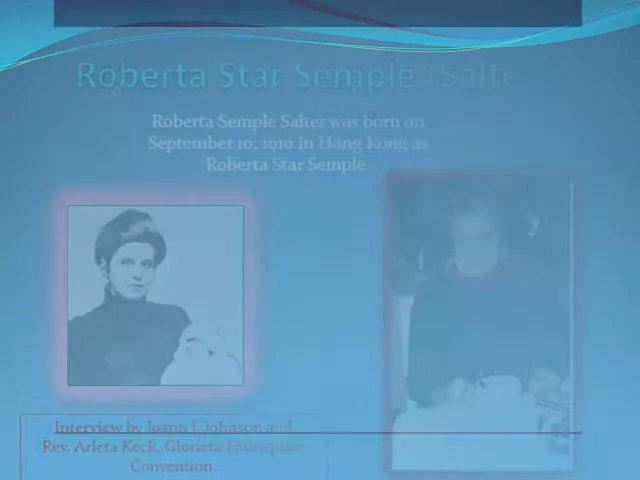 Roberta Star Semple (Salte
Roberta Semple Salter was born on
September 10, 1910 in Hong Kong as
Roberta Star Semple.
Interview by Joann J. Johnson and
Rev. Arleta Keck, Glorieta Foursquare
Convention.